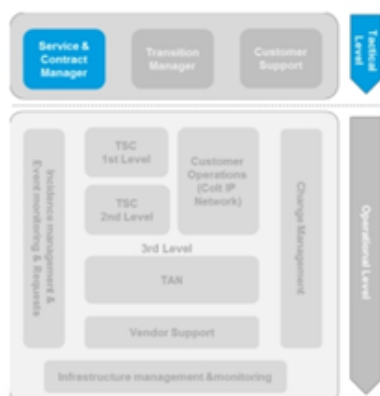 Service &
Contract
Manager
Transition
Manager
Customer
Support
Tactical
Level
Incidence management &
Event monitoring & Requests
TSC
1st Level
TSC
2nd Level
Customer
Operations
(Colt IP
Network)
Change Management
3rd Level
TAN
Vendor Support
Infrastructure management &monitoring
Operational Level